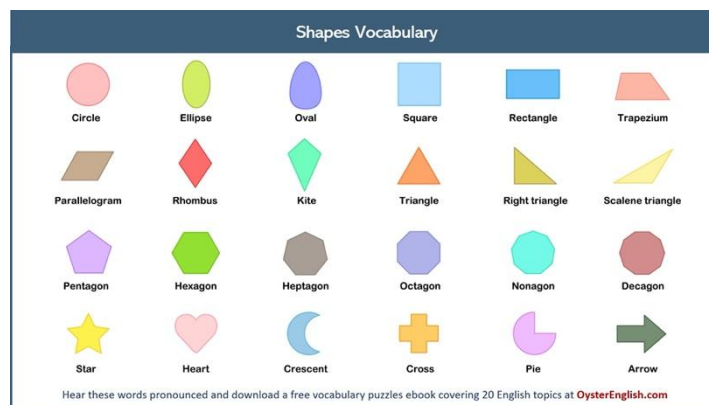 Shapes Vocabulary
Circle Ellipse Oval Square Rectangle Trapezium
Parallelogram Rhombus Kite Triangle Right triangle Scalene triangle
Pentagon Hexagon Heptagon Octagon Nonagon Decagon
Star Heart Crescent Cross Pie Arrow
Hear these words pronounced and download a free vocabulary puzzles ebook covering 20 English topics at OysterEnglish.com